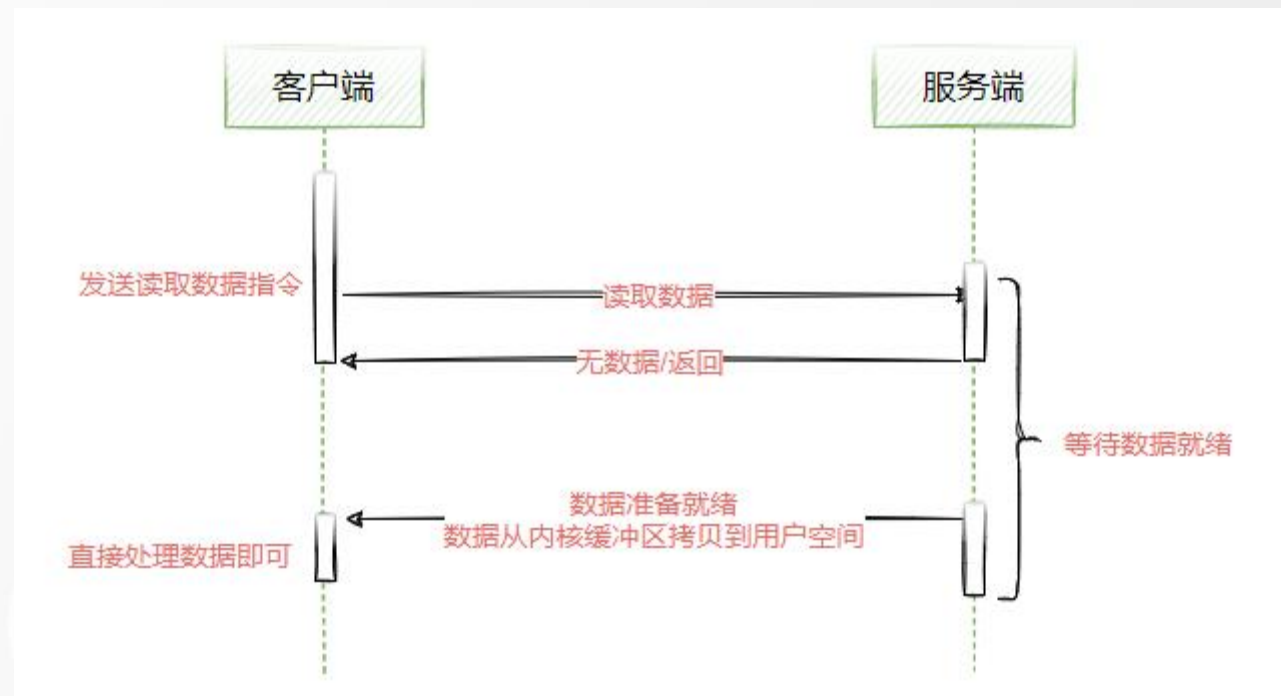 客户端
服务端
发送读取数据指令
读取数据
无数据/返回
等待数据就绪
数据准备就绪
数据从内核缓冲区拷贝到用户空间
直接处理数据即可